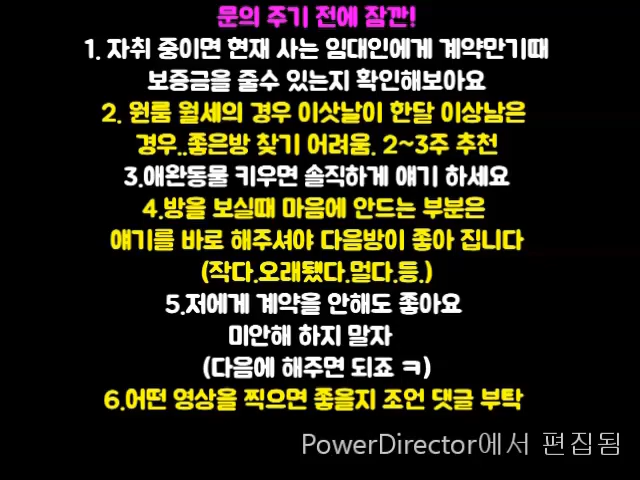 문의 주기 전에 잠깐!
1. 자취 중이면 현재 사는 임대인에게 계약만기때
보증금을 줄수 있는지 확인해보아요
2. 원룸 월세의 경우 이삿날이 한달 이상남은
경우..좋은방 찾기 어려움. 2~3주 추천
3.애완동물 키우면 솔직하게 얘기 하세요
4.방을 보실때 마음에 안드는 부분은
얘기를 바로 해주셔야 다음방이 좋아 집니다
(작다.오래됐다.멀다.등.)
5.저에게 계약을 안해도 좋아요
미안해 하지 말자
(다음에 해주면 되죠 ㅋ)
6.어떤 영상을 찍으면 좋을지 조언 댓글 부탁
PowerDirector에서 편집됨